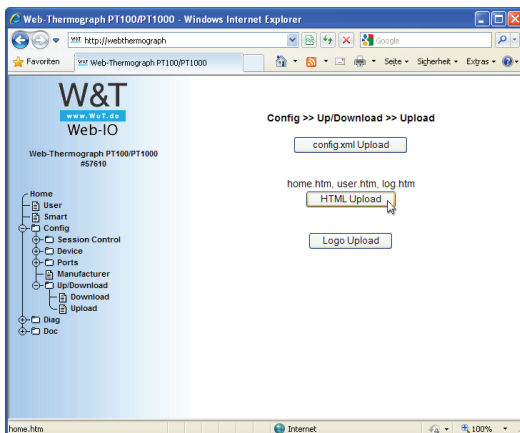 Web-Thermograph PT100/PT1000 - Windows Internet Explorer
W&T http://webthermograph
Google
Favoriten
W&T Web-Thermograph PT100/PT1000
Seite
Sicherheit
Extras
W&T
www.WuT.de
Web-IO
Web-Thermograph PT100/PT1000
#57610
Home
User
Smart
Config
Session Control
Device
Ports
Manufacturer
Up/Download
Download
Upload
Diag
Doc
Config >> Up/Download >> Upload
config.xml Upload
home.htm, user.htm, log.htm
HTML Upload
Logo Upload
home.htm
Internet
100%